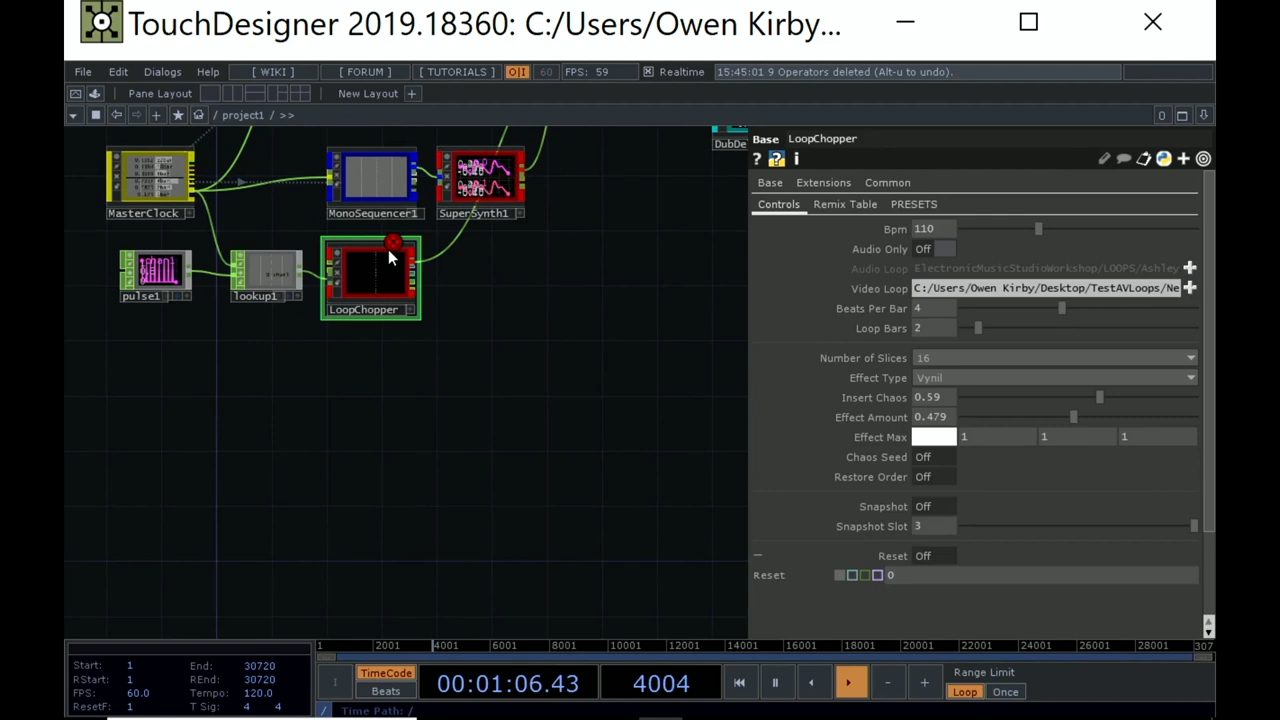 TouchDesigner 2019.18360: C:/Users/Owen Kirby...
File Edit Dialogs Help [ WIKI ] [ FORUM ] [ TUTORIALS ] O|I 60 FPS: 59 Realtime 15:45:01 9 Operators deleted (Alt-u to undo).
Pane Layout New Layout +
/ project1 / >> 0
DubDe
MasterClock
MonoSequencer1
SuperSynth1
pulse1
lookup1
LoopChopper
Base LoopChopper
Base Extensions Common
Controls Remix Table PRESETS
Bpm 110
Audio Only Off
Audio Loop ElectronicMusicStudioWorkshop/LOOPS/Ashley
Video Loop C:/Users/Owen Kirby/Desktop/TestAVLoops/Ne
Beats Per Bar 4
Loop Bars 2
Number of Slices 16
Effect Type Vynil
Insert Chaos 0.59
Effect Amount 0.479
Effect Max 1 1 1
Chaos Seed Off
Restore Order Off
Snapshot Off
Snapshot Slot 3
Reset Off
Reset 0
1 2001 4001 6001 8001 10001 12001 14001 16001 18001 20001 22001 24001 26001 28001 307
Start: 1 End: 30720
RStart: 1 REnd: 30720
FPS: 60.0 Tempo: 120.0
ResetF: 1 T Sig: 4 4
TimeCode
Beats
00:01:06.43
4004
Range Limit
Loop Once
/ Time Path: /